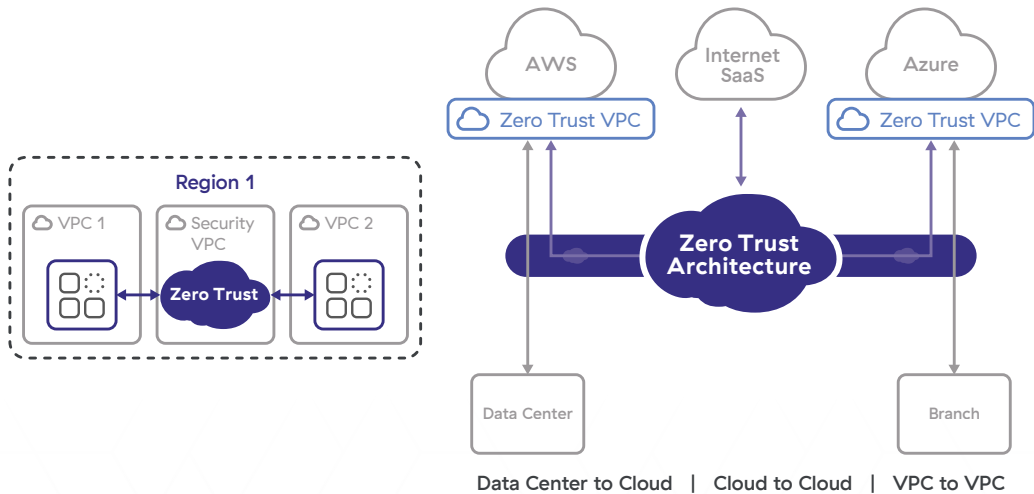 Region 1
VPC 1
Security
VPC
VPC 2
Zero Trust
AWS
Internet
SaaS
Azure
Zero Trust VPC
Zero Trust VPC
Zero Trust
Architecture
Data Center
Branch
Data Center to Cloud | Cloud to Cloud | VPC to VPC